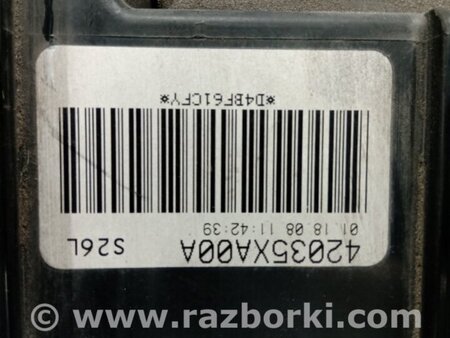 S26L 42035XA00A
01.18.08 11:42:39
*D4BF61CFY*
© www.razborki.com